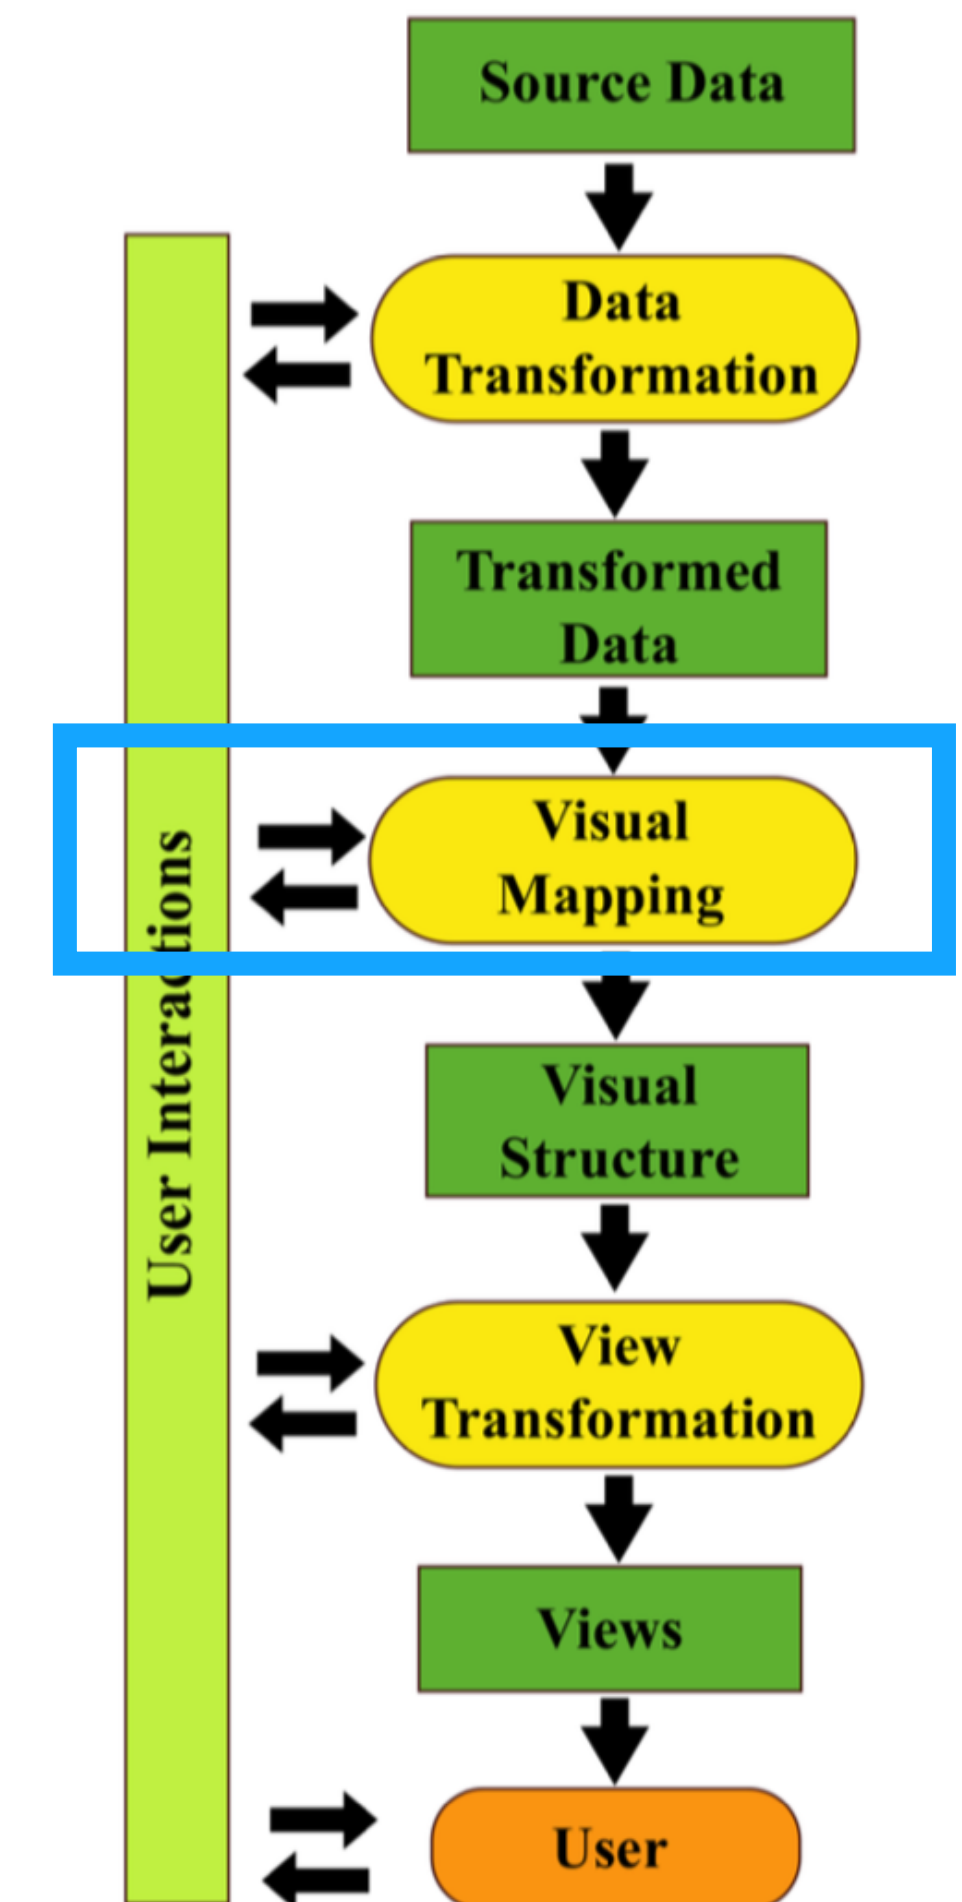 Source Data
Data
Transformation
Transformed
Data
User Interactions
Visual
Mapping
Visual
Structure
View
Transformation
Views
User